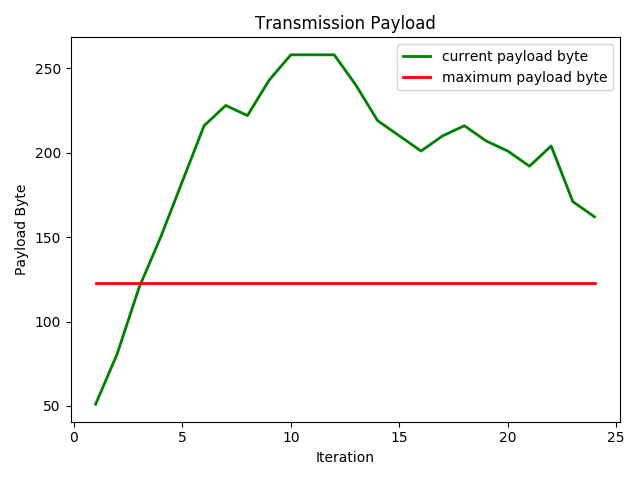 Transmission Payload
current payload byte
maximum payload byte
250
200
150
100
50
Payload Byte
0 5 10 15 20 25
Iteration